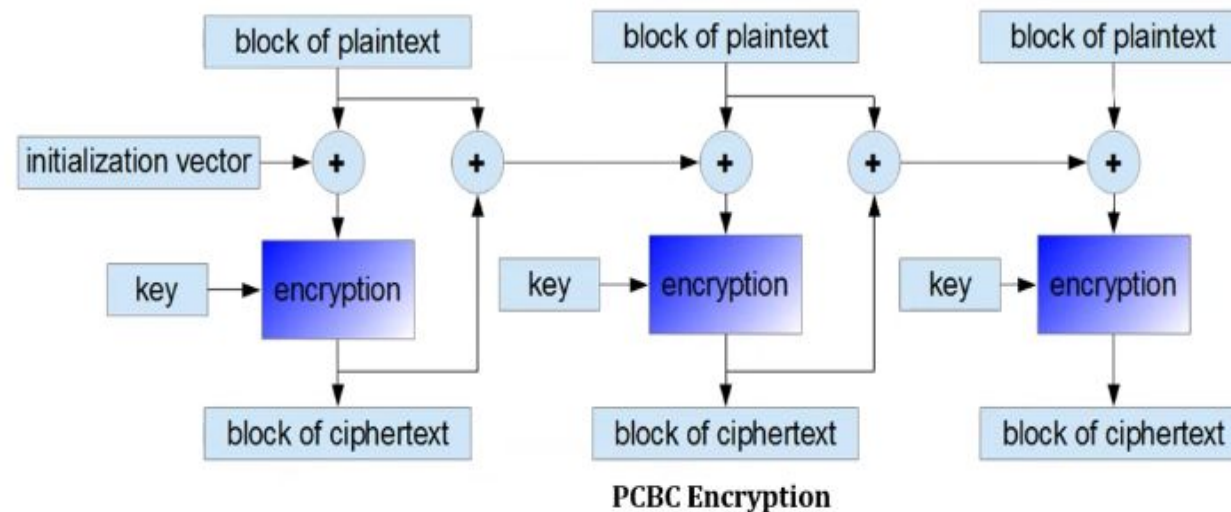 block of plaintext
block of plaintext
block of plaintext
initialization vector
+
+
+
+
+
key
encryption
key
encryption
key
encryption
block of ciphertext
block of ciphertext
block of ciphertext
PCBC Encryption